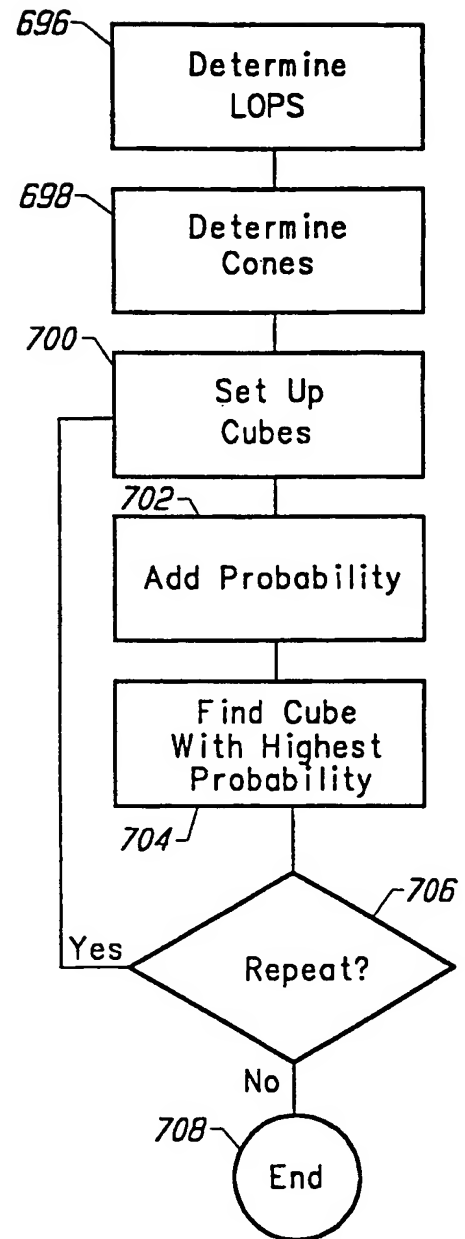 696
Determine
LOPS
698
Determine
Cones
700
Set Up
Cubes
702
Add Probability
Find Cube
With Highest
Probability
704
706
Yes
Repeat?
No
708
End